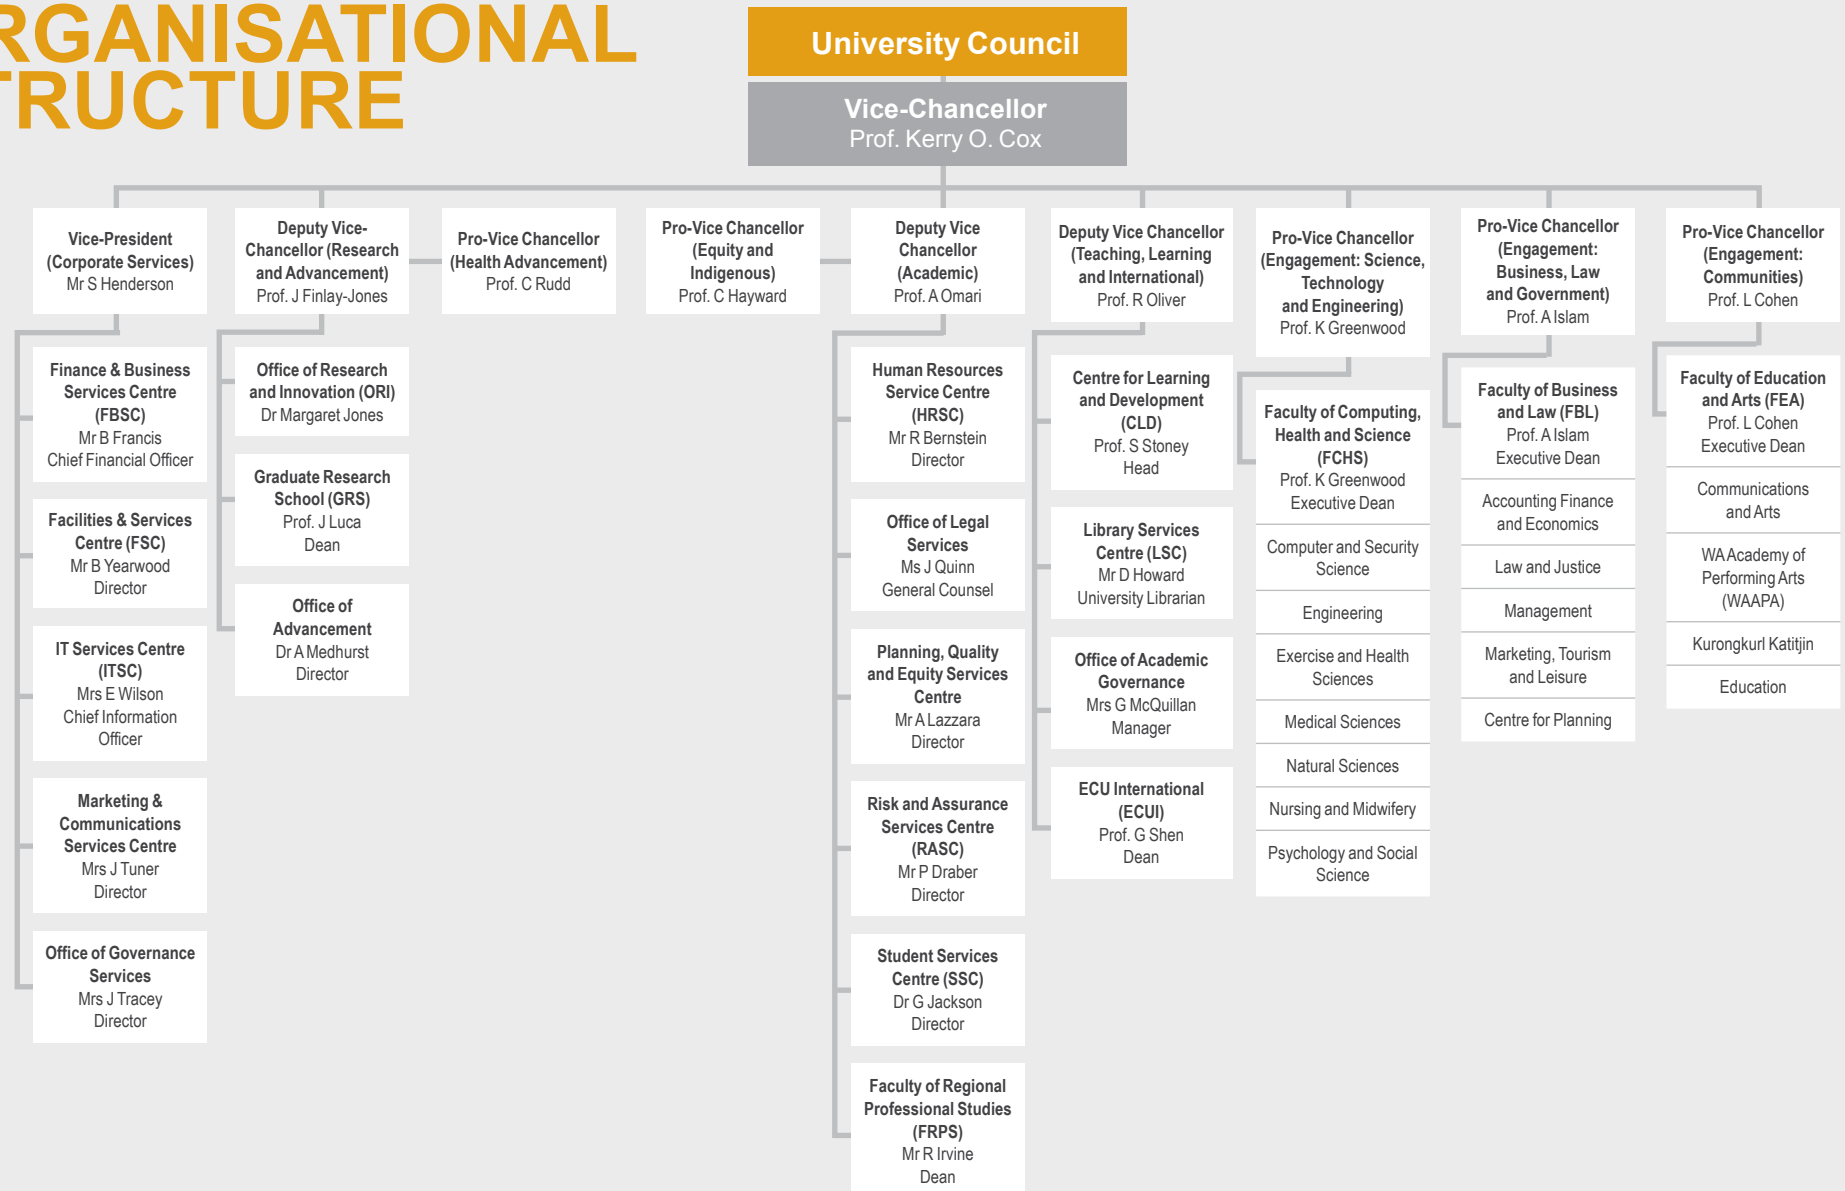 RGANISATIONAL
TRUCTURE
University Council
Vice-Chancellor
Prof. Kerry O. Cox
Vice-President
(Corporate Services)
Mr S Henderson
Deputy Vice-
Chancellor (Research
and Advancement)
Prof. J Finlay-Jones
Pro-Vice Chancellor
(Health Advancement)
Prof. C Rudd
Pro-Vice Chancellor
(Equity and
Indigenous)
Prof. C Hayward
Deputy Vice
Chancellor
(Academic)
Prof. A Omari
Deputy Vice Chancellor
(Teaching, Learning
and International)
Prof. R Oliver
Pro-Vice Chancellor
(Engagement: Science,
Technology
and Engineering)
Prof. K Greenwood
Pro-Vice Chancellor
(Engagement:
Business, Law
and Government)
Prof. A Islam
Pro-Vice Chancellor
(Engagement:
Communities)
Prof. L Cohen
Finance & Business
Services Centre
(FBSC)
Mr B Francis
Chief Financial Officer
Facilities & Services
Centre (FSC)
Mr B Yearwood
Director
IT Services Centre
(ITSC)
Mrs E Wilson
Chief Information
Officer
Marketing &
Communications
Services Centre
Mrs J Tuner
Director
Office of Governance
Services
Mrs J Tracey
Director
Office of Research
and Innovation (ORI)
Dr Margaret Jones
Graduate Research
School (GRS)
Prof. J Luca
Dean
Office of
Advancement
Dr A Medhurst
Director
Human Resources
Service Centre
(HRSC)
Mr R Bernstein
Director
Office of Legal
Services
Ms J Quinn
General Counsel
Planning, Quality
and Equity Services
Centre
Mr A Lazzara
Director
Risk and Assurance
Services Centre
(RASC)
Mr P Draber
Director
Student Services
Centre (SSC)
Dr G Jackson
Director
Faculty of Regional
Professional Studies
(FRPS)
Mr R Irvine
Dean
Centre for Learning
and Development
(CLD)
Prof. S Stoney
Head
Library Services
Centre (LSC)
Mr D Howard
University Librarian
Office of Academic
Governance
Mrs G McQuillan
Manager
ECU International
(ECUI)
Prof. G Shen
Dean
Faculty of Computing,
Health and Science
(FCHS)
Prof. K Greenwood
Executive Dean
Computer and Security
Science
Engineering
Exercise and Health
Sciences
Medical Sciences
Natural Sciences
Nursing and Midwifery
Psychology and Social
Science
Faculty of Business
and Law (FBL)
Prof. A Islam
Executive Dean
Accounting Finance
and Economics
Law and Justice
Management
Marketing, Tourism
and Leisure
Centre for Planning
Faculty of Education
and Arts (FEA)
Prof. L Cohen
Executive Dean
Communications
and Arts
WA Academy of
Performing Arts
(WAAPA)
Kurongkurl Katitjin
Education